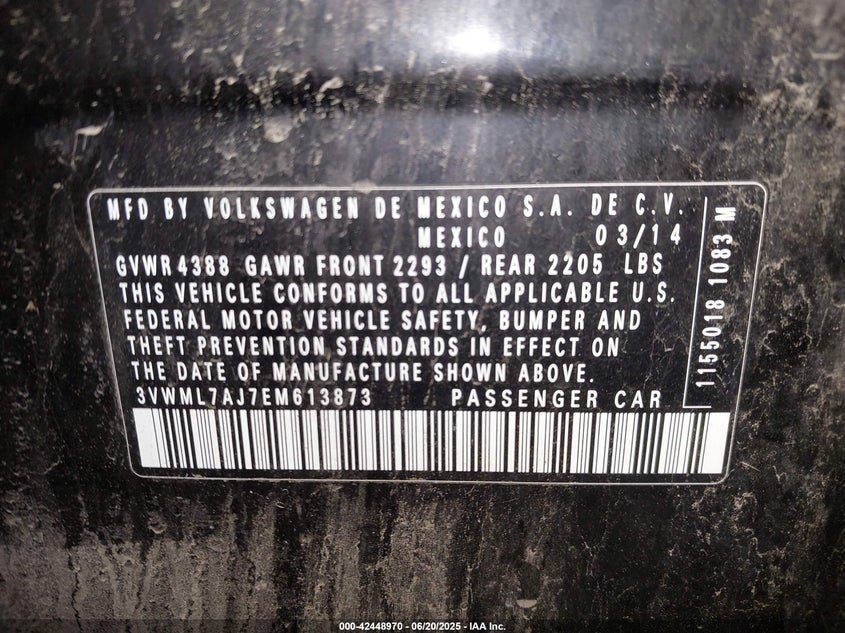 MFD BY VOLKSWAGEN DE MEXICO S.A. DE C.V.
MEXICO 03/14
GVWR 4388 GAWR FRONT 2293 / REAR 2205 LBS
THIS VEHICLE CONFORMS TO ALL APPLICABLE U.S.
FEDERAL MOTOR VEHICLE SAFETY, BUMPER AND
THEFT PREVENTION STANDARDS IN EFFECT ON
THE DATE OF MANUFACTURE SHOWN ABOVE.
3VWML7AJ7EM613873 PASSENGER CAR
1155018 1083 M
000-42448970 | 06/20/2025 - IAA Inc.